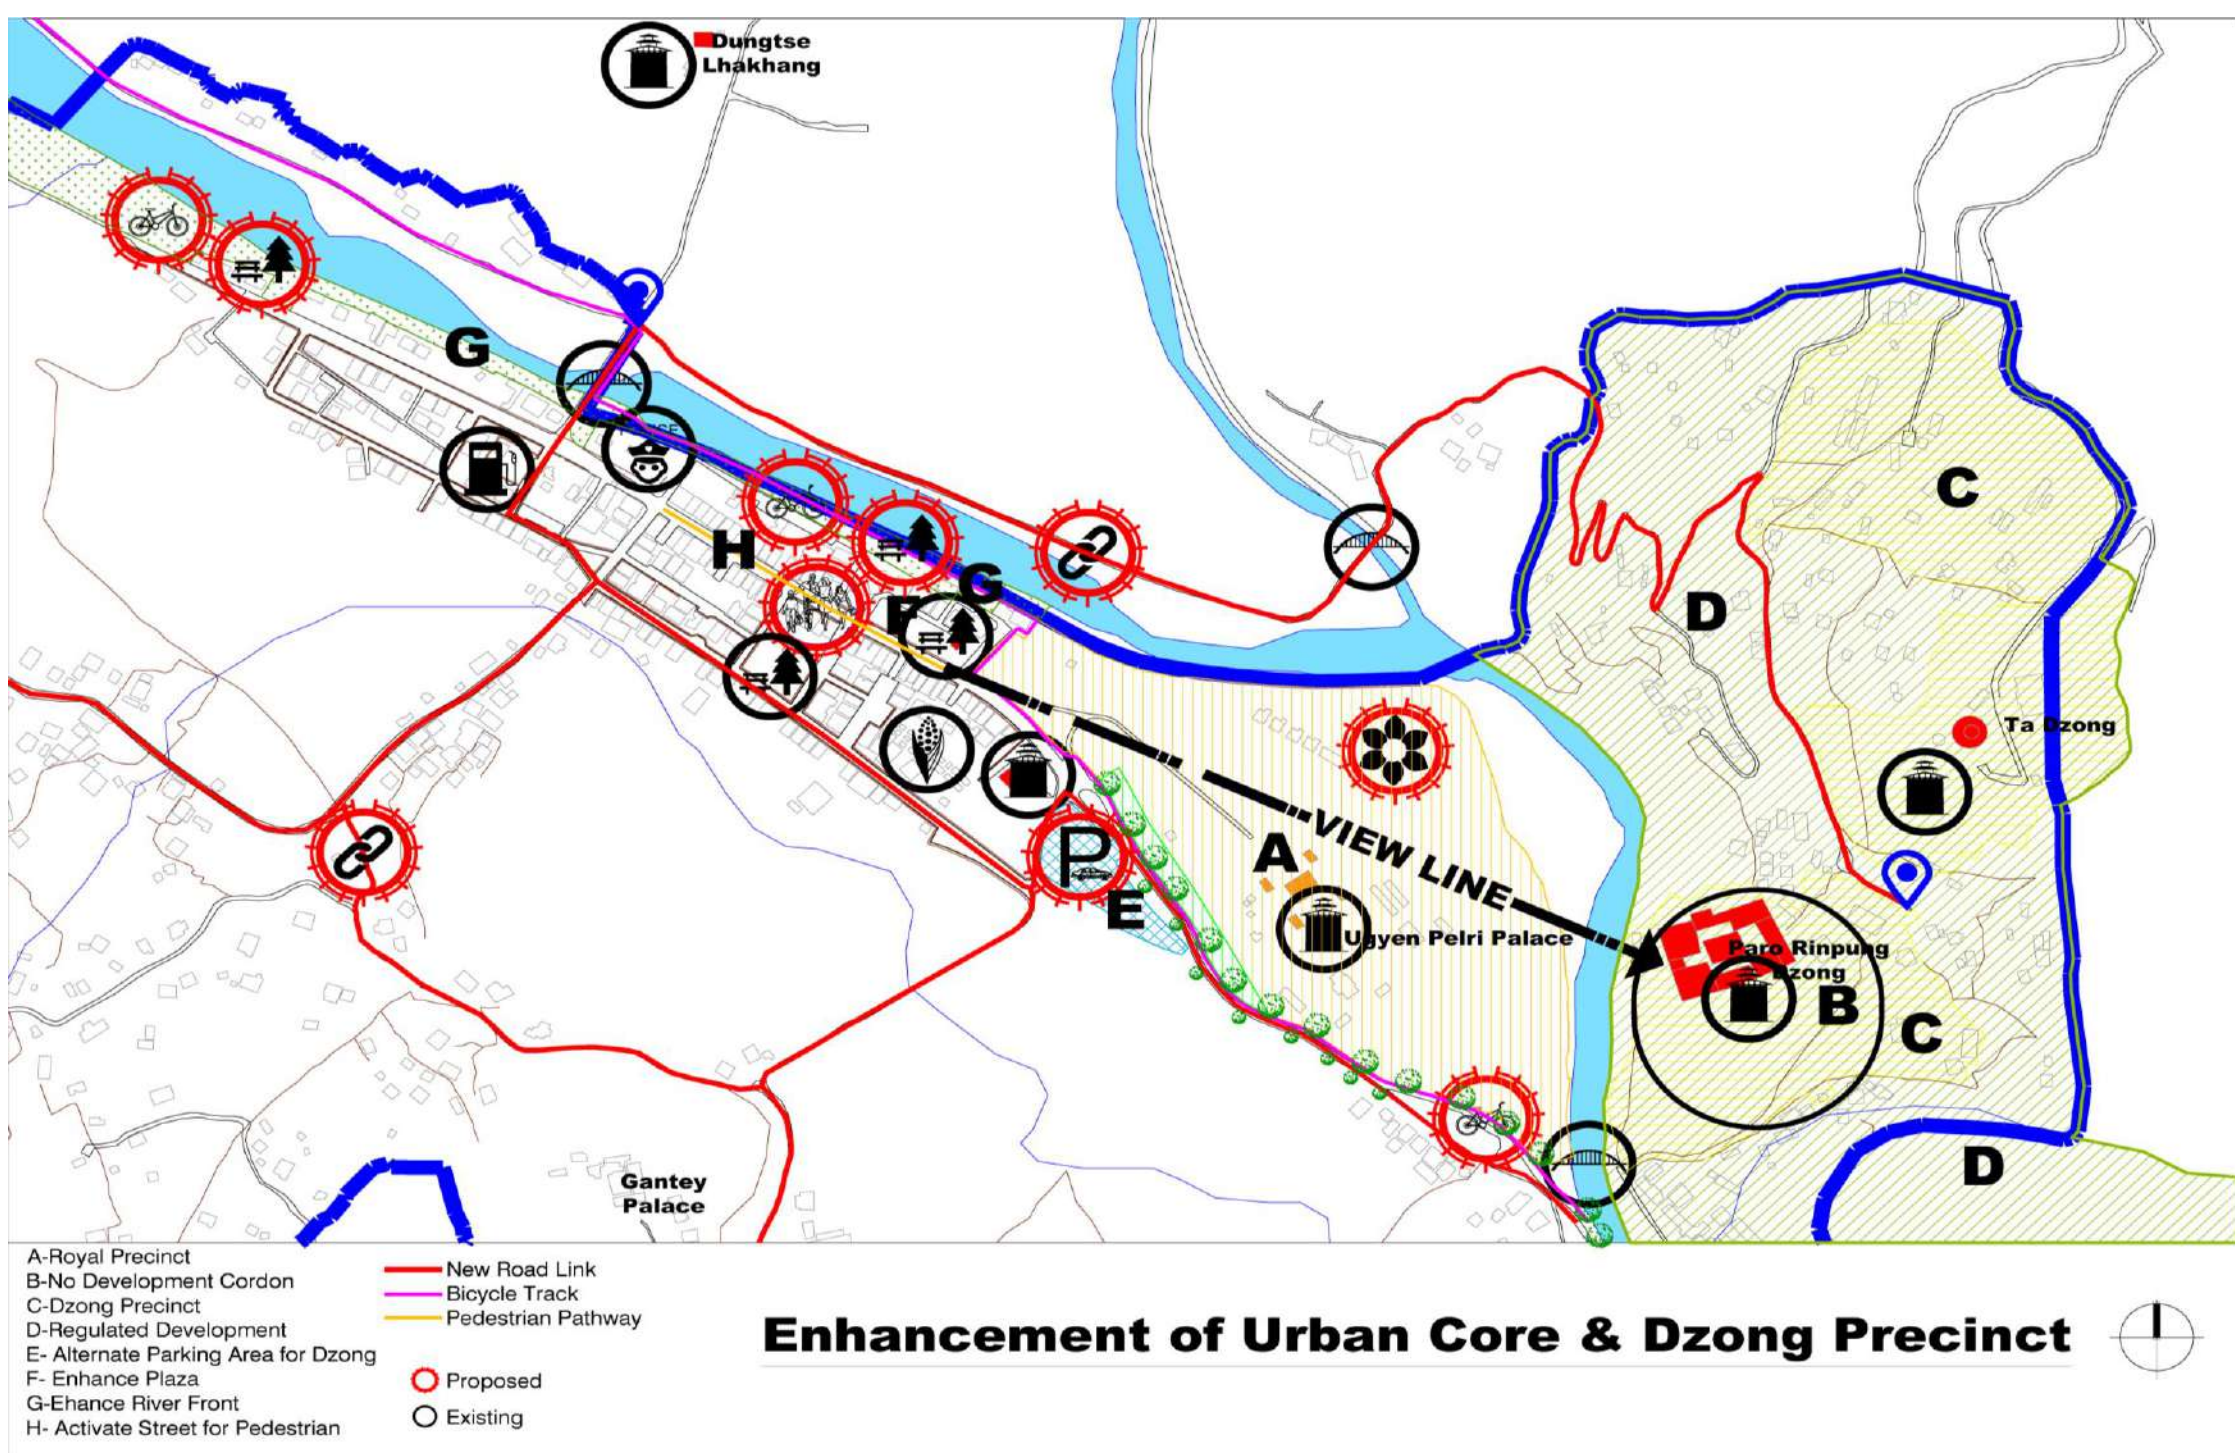 Dungtse
Lhakhang
G
H
G
F
C
D
Ta Dzong
P
E
A
VIEW LINE
Ugyen Pelri Palace
Paro Rinpung
Dzong
B
C
D
Gantey
Palace
A-Royal Precinct
B-No Development Cordon
C-Dzong Precinct
D-Regulated Development
E- Alternate Parking Area for Dzong
F- Enhance Plaza
G-Ehance River Front
H- Activate Street for Pedestrian
New Road Link
Bicycle Track
Pedestrian Pathway
Proposed
Existing
Enhancement of Urban Core & Dzong Precinct